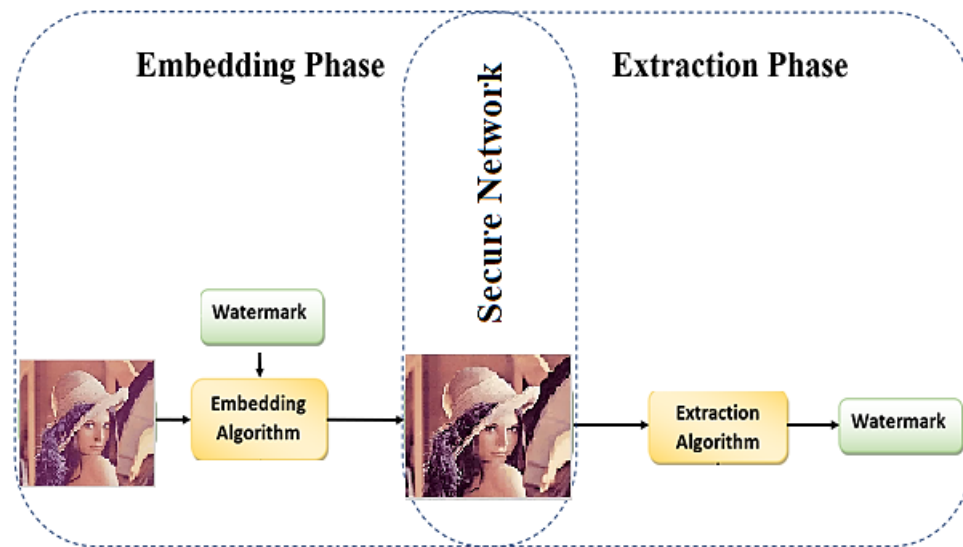 Embedding Phase
Secure Network
Extraction Phase
Watermark
Embedding
Algorithm
Extraction
Algorithm
Watermark